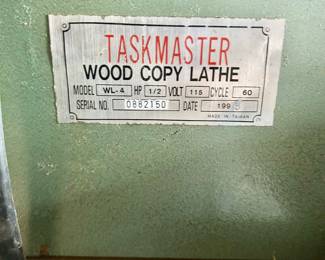 TASKMASTER
WOOD COPY LATHE
MODEL WL-4 HP 1/2 VOLT 115 CYCLE 60
SERIAL NO. 0882150 DATE 199
MADE IN TAIWAN